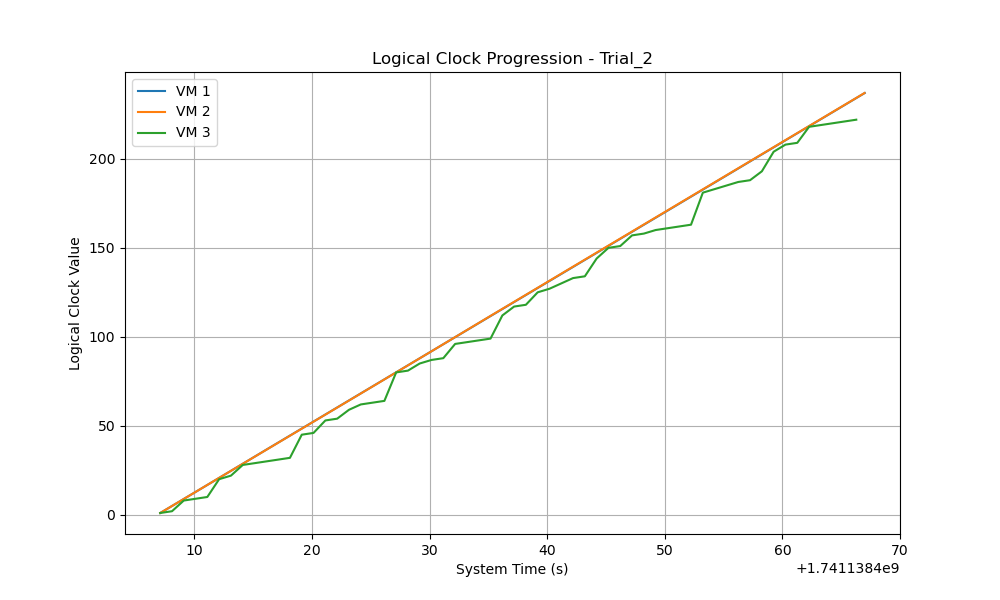 Logical Clock Progression - Trial_2
VM 1
VM 2
VM 3
Logical Clock Value
200
150
100
50
0
10 20 30 40 50 60 70
System Time (s)
+1.7411384e9